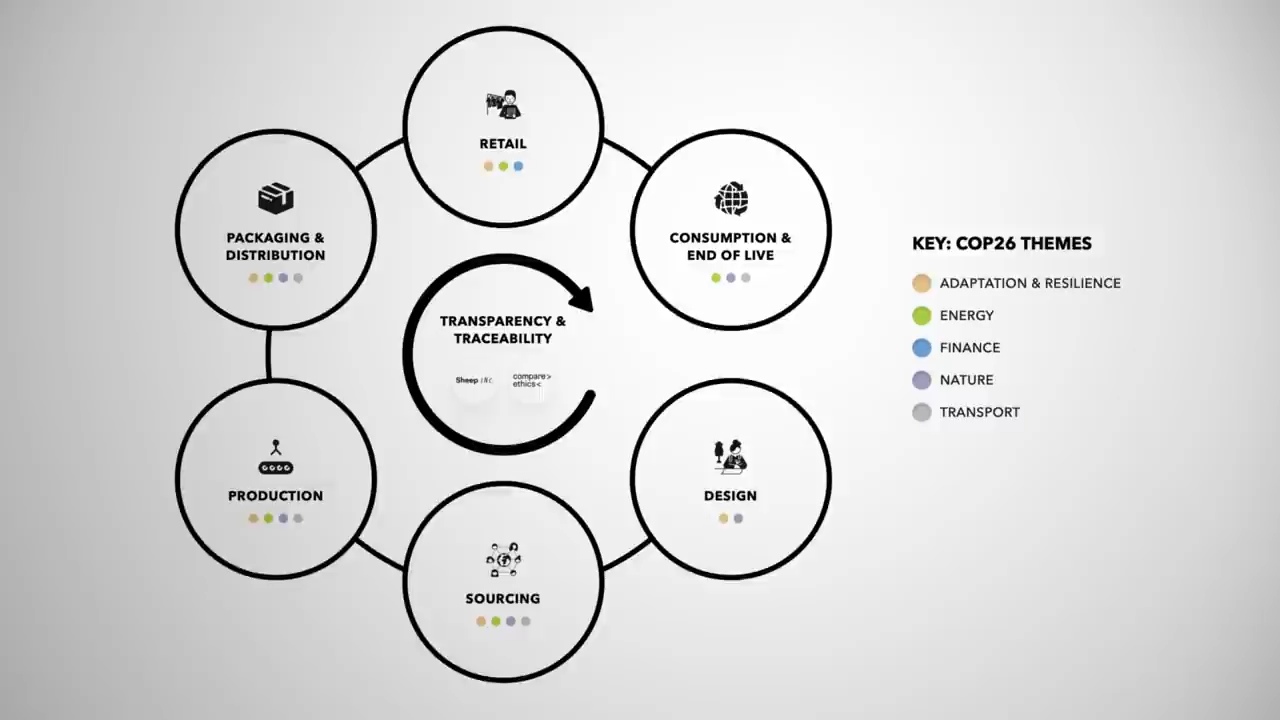 RETAIL
PACKAGING &
DISTRIBUTION
CONSUMPTION &
END OF LIVE
KEY: COP26 THEMES
ADAPTATION & RESILIENCE
ENERGY
FINANCE
NATURE
TRANSPORT
TRANSPARENCY &
TRACEABILITY
Sheep INC.
compare>
ethics<
PRODUCTION
DESIGN
SOURCING